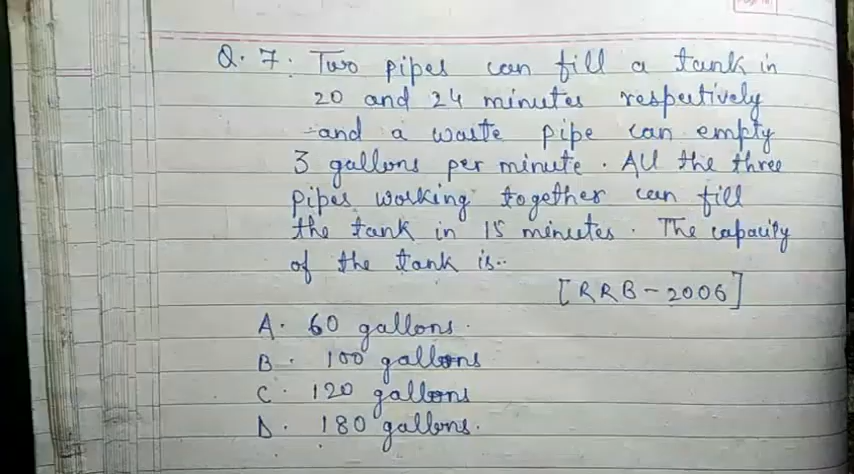 Q. 7. Two pipes can fill a tank in
20 and 24 minutes respectively
and a waste pipe can empty
3 gallons per minute. All the three
pipes working together can fill
the tank in 15 minutes. The capacity
of the tank is..
[RRB-2006]
A. 60 gallons.
B. 100 gallons
C. 120 gallons
D. 180 gallons.